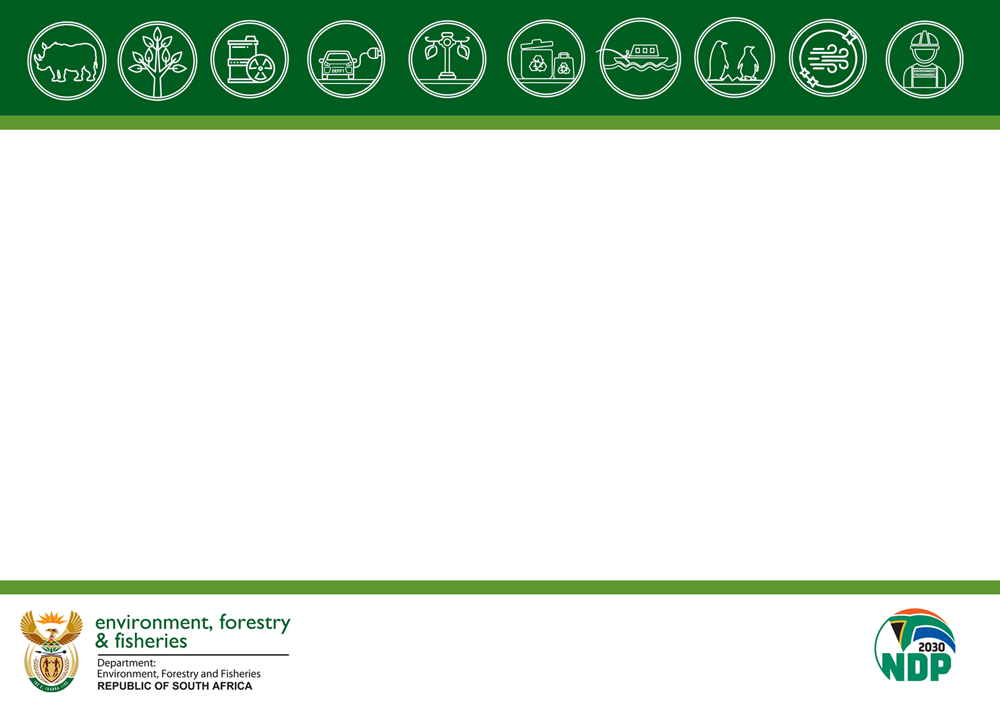 environment, forestry
& fisheries
Department:
Environment, Forestry and Fisheries
REPUBLIC OF SOUTH AFRICA
2030
NDP